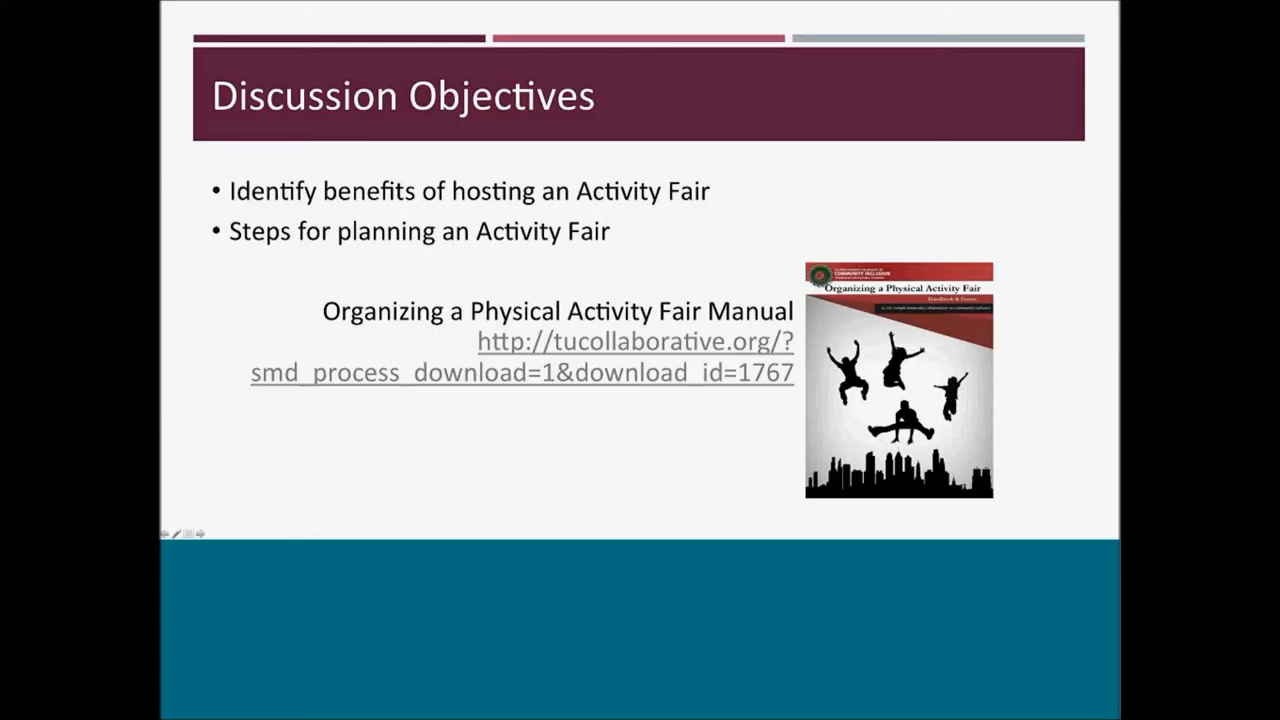 Discussion Objectives
• Identify benefits of hosting an Activity Fair
• Steps for planning an Activity Fair
Organizing a Physical Activity Fair Manual
http://tucollaborative.org/?
smd_process_download=1&download_id=1767
COMMUNITY INCLUSION
Organizing a Physical Activity Fair